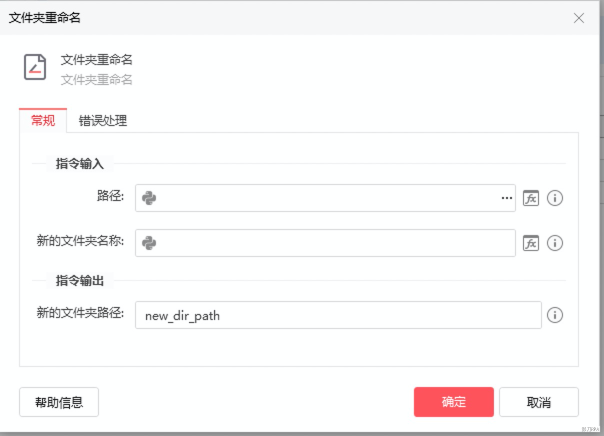 文件夹重命名
文件夹重命名
文件夹重命名
常规 错误处理
指令输入
路径: ... fx i
新的文件夹名称: fx i
指令输出
新的文件夹路径: new_dir_path i
帮助信息 确定 取消